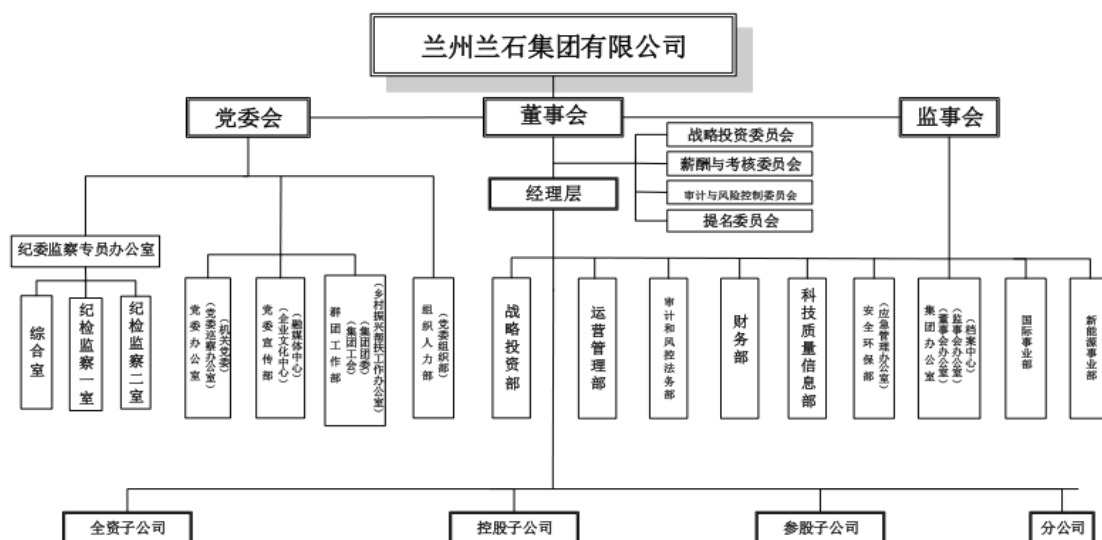 兰州兰石集团有限公司
党委会
董事会
监事会
战略投资委员会
薪酬与考核委员会
审计与风险控制委员会
提名委员会
经理层
纪委监察专员办公室
综合室
纪检监察一室
纪检监察二室
党委办公室
（党委巡察办公室）
（机关党委）
党委宣传部
（企业文化中心）
（融媒体中心）
群团工作部
（集团工会）
（集团团委）
（乡村振兴帮扶工作办公室）
组织人力部
（党委组织部）
战略投资部
运营管理部
审计和风控法务部
财务部
科技质量信息部
安全环保部
（应急管理办公室）
集团办公室
（董事会办公室）
（监事会办公室）
（档案中心）
国际事业部
新能源事业部
全资子公司
控股子公司
参股子公司
分公司